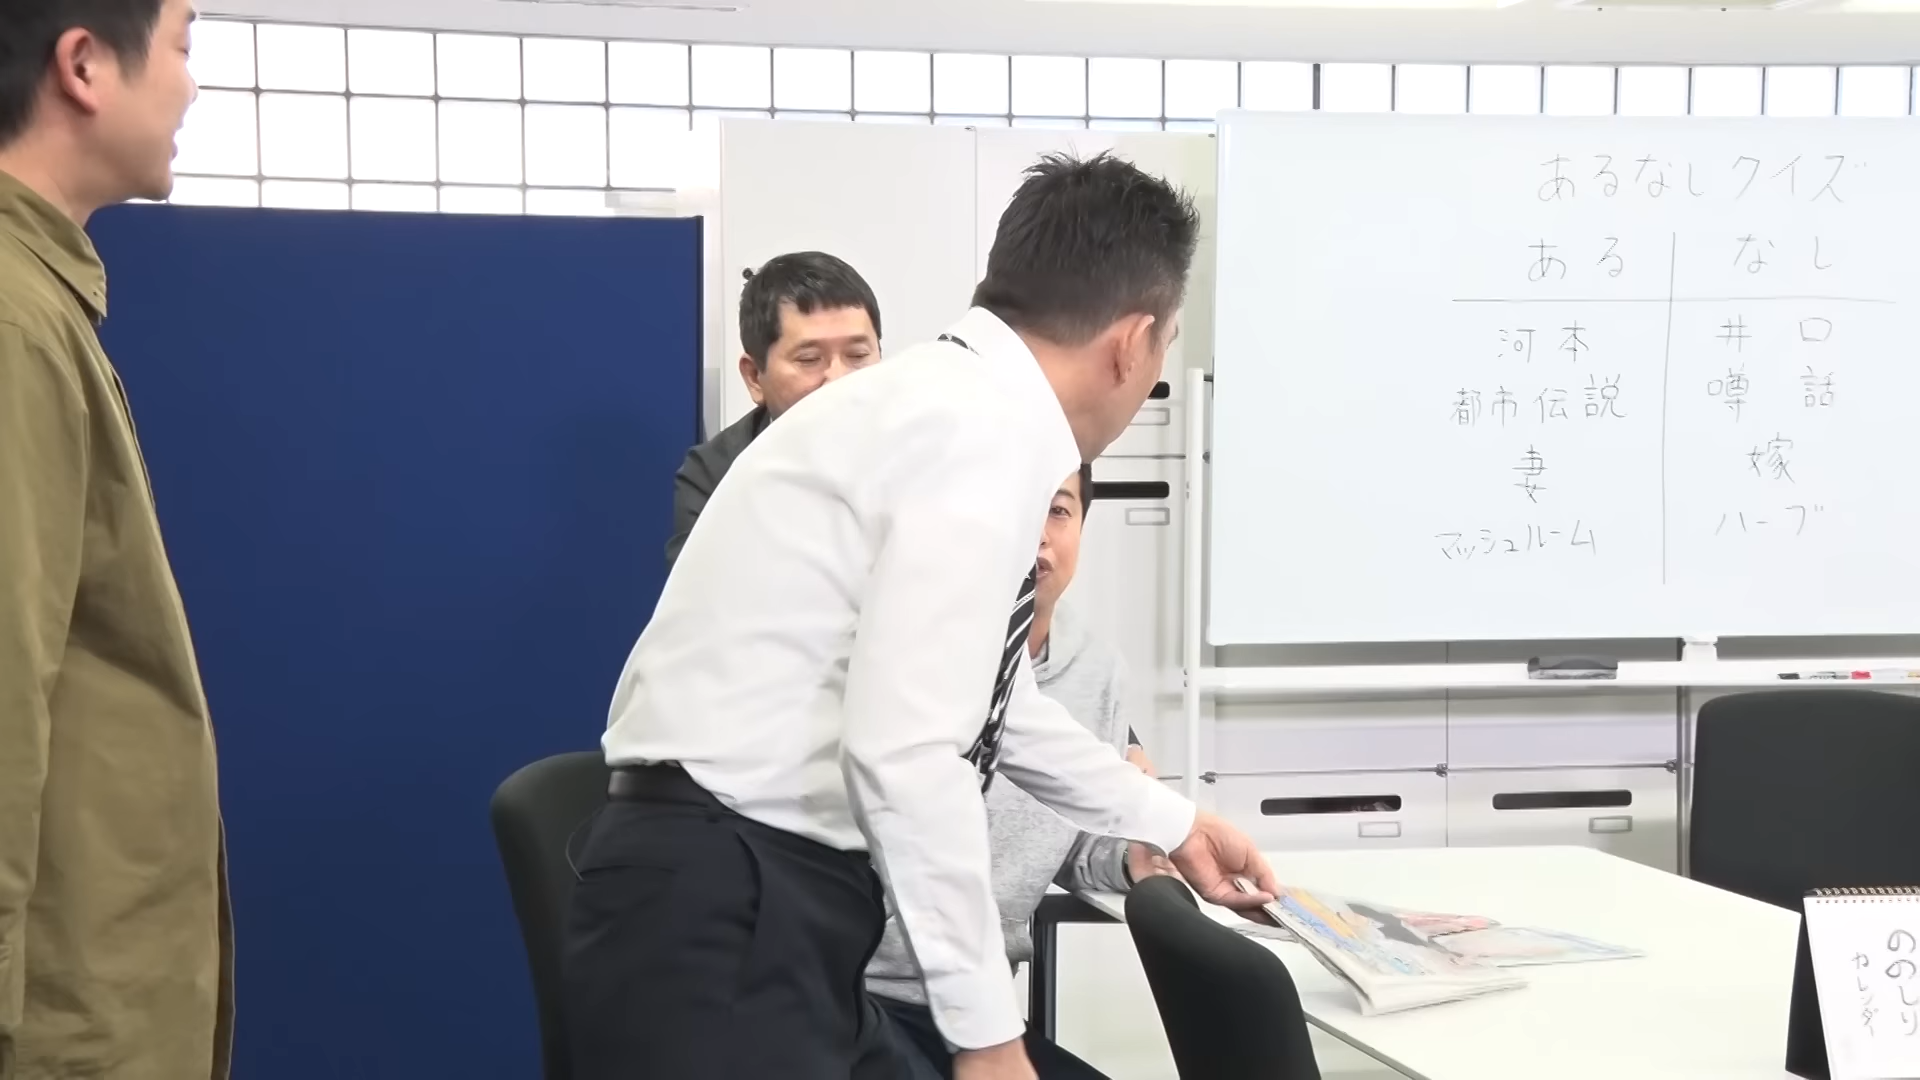 あるなしクイズ
ある なし
河本 井口
都市伝説 噂話
妻 嫁
マッシュルーム ハーブ
ののしり
カレンダー